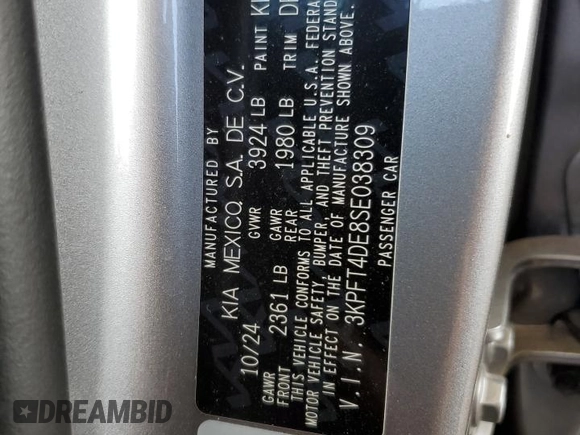 MANUFACTURED BY
KIA MEXICO, S.A. DE C.V.
10/24 GVWR 3924 LB PAINT
GAWR FRONT 2361 LB GAWR REAR 1980 LB TRIM
THIS VEHICLE CONFORMS TO ALL APPLICABLE U.S.A. FEDERAL
MOTOR VEHICLE SAFETY, BUMPER, AND THEFT PREVENTION STAND
IN EFFECT ON THE DATE OF MANUFACTURE SHOWN ABOVE.
V.I.N. 3KPFT4DE8SE038309
PASSENGER CAR
DREAMBID